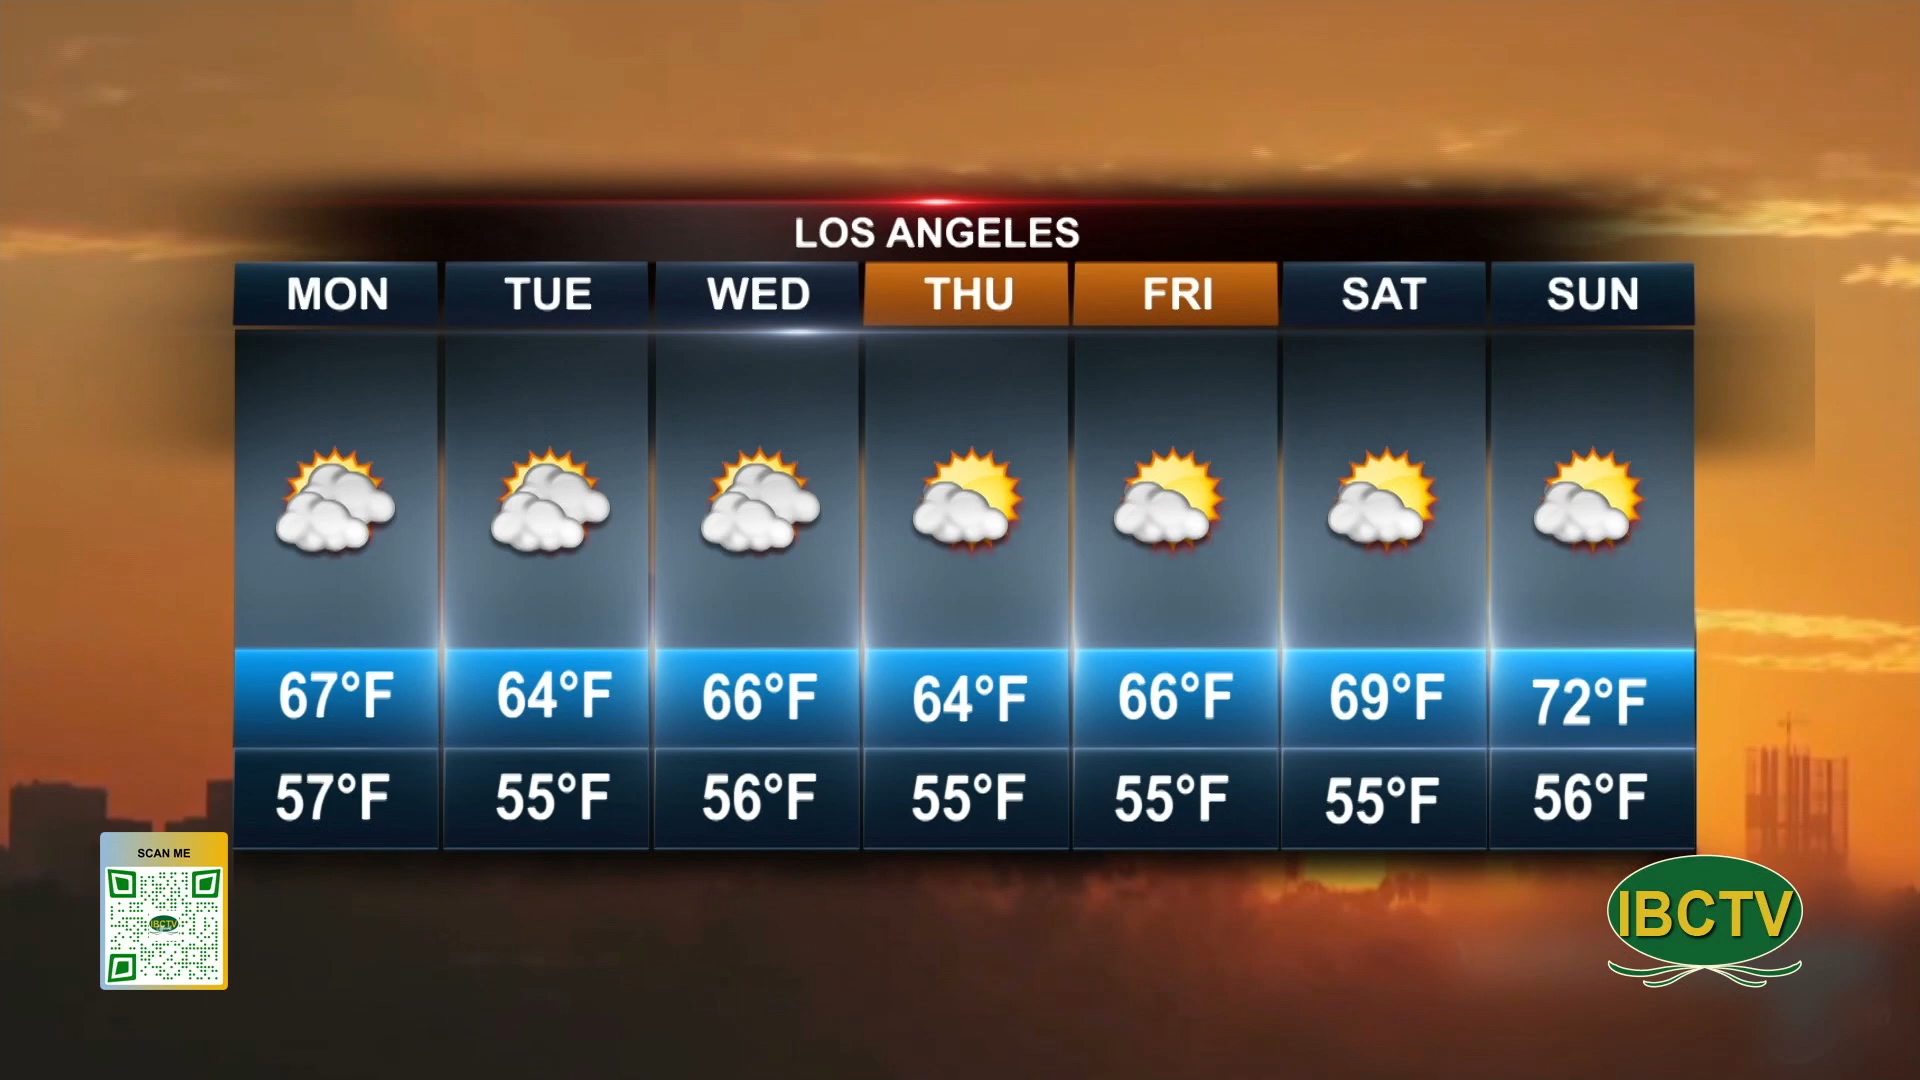 LOS ANGELES
MON TUE WED THU FRI SAT SUN
67°F 64°F 66°F 64°F 66°F 69°F 72°F
57°F 55°F 56°F 55°F 55°F 55°F 56°F
SCAN ME
IBCTV
IBCTV